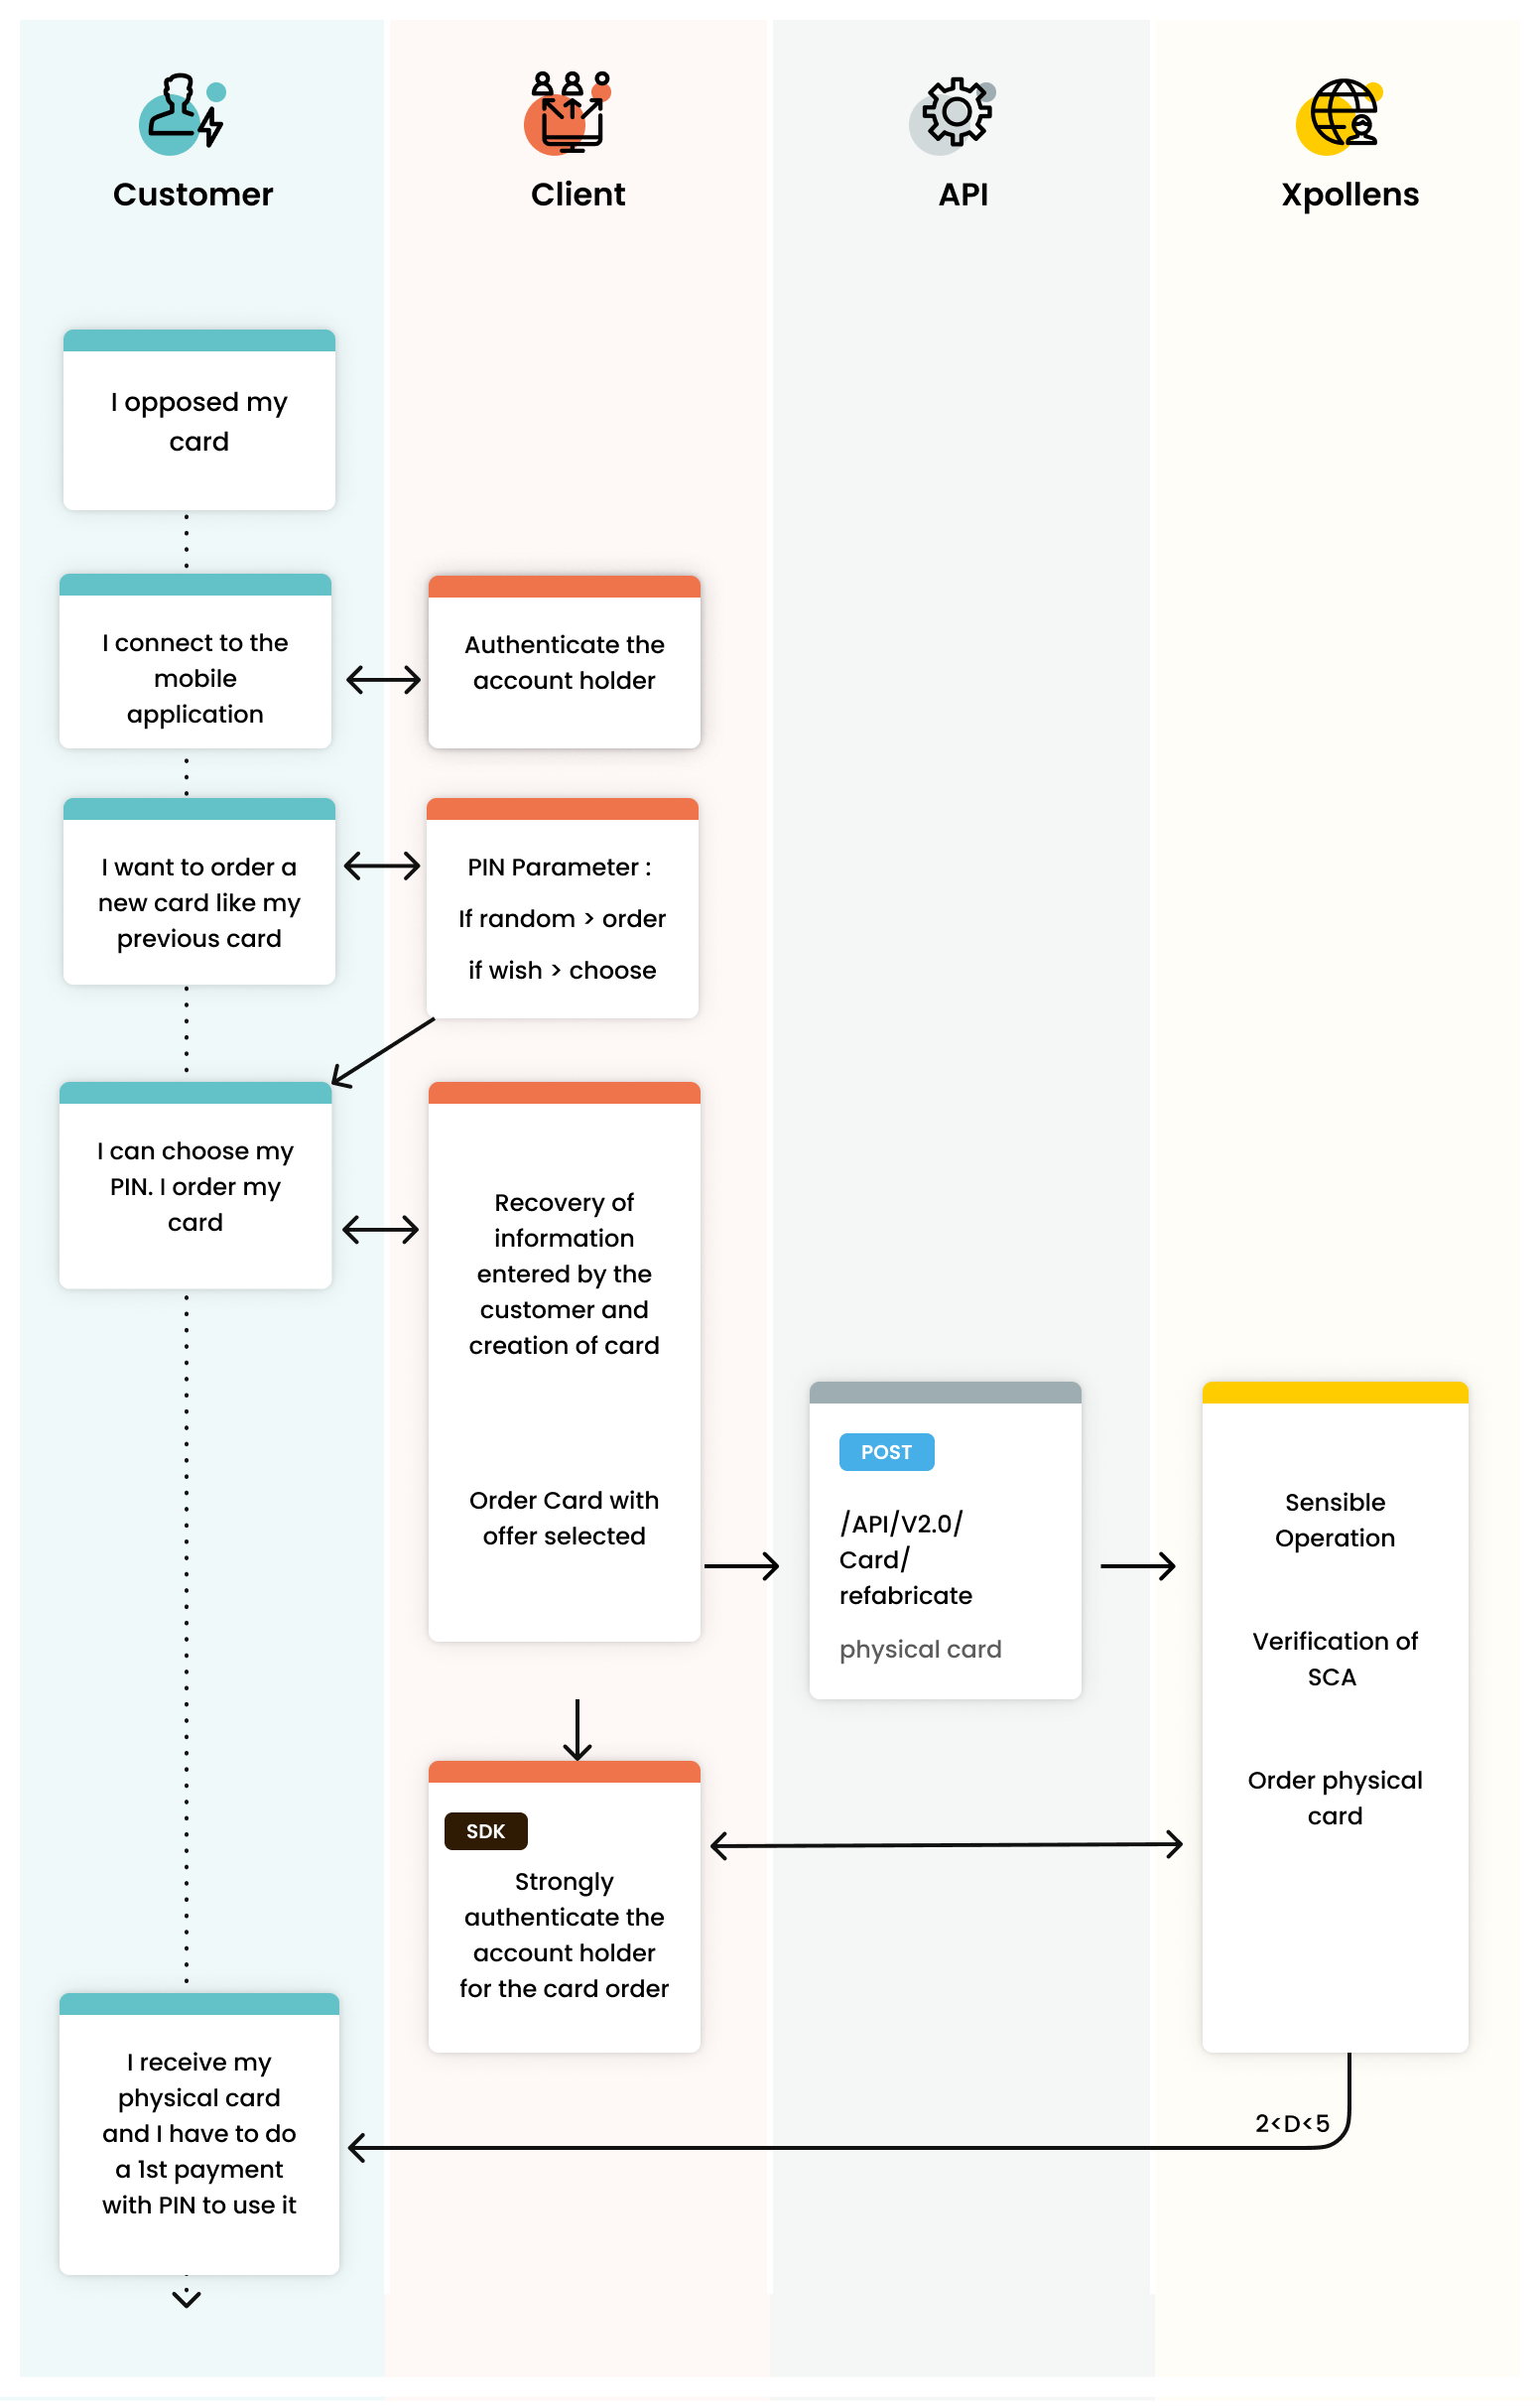 Customer
Client
API
Xpollens
I opposed my
card
I connect to the
mobile
application
Authenticate the
account holder
I want to order a
new card like my
previous card
PIN Parameter :
If random > order
if wish > choose
I can choose my
PIN. I order my
card
Recovery of
information
entered by the
customer and
creation of card
Order Card with
offer selected
POST
/API/V2.0/
Card/
refabricate
physical card
Sensible
Operation
Verification of
SCA
Order physical
card
SDK
Strongly
authenticate the
account holder
for the card order
I receive my
physical card
and I have to do
a 1st payment
with PIN to use it
2<D<5